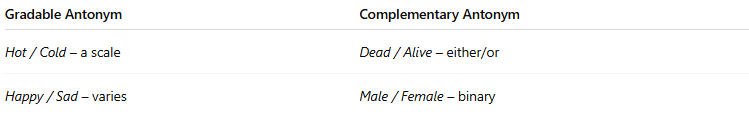 Gradable Antonym Complementary Antonym
Hot / Cold – a scale Dead / Alive – either/or
Happy / Sad – varies Male / Female – binary